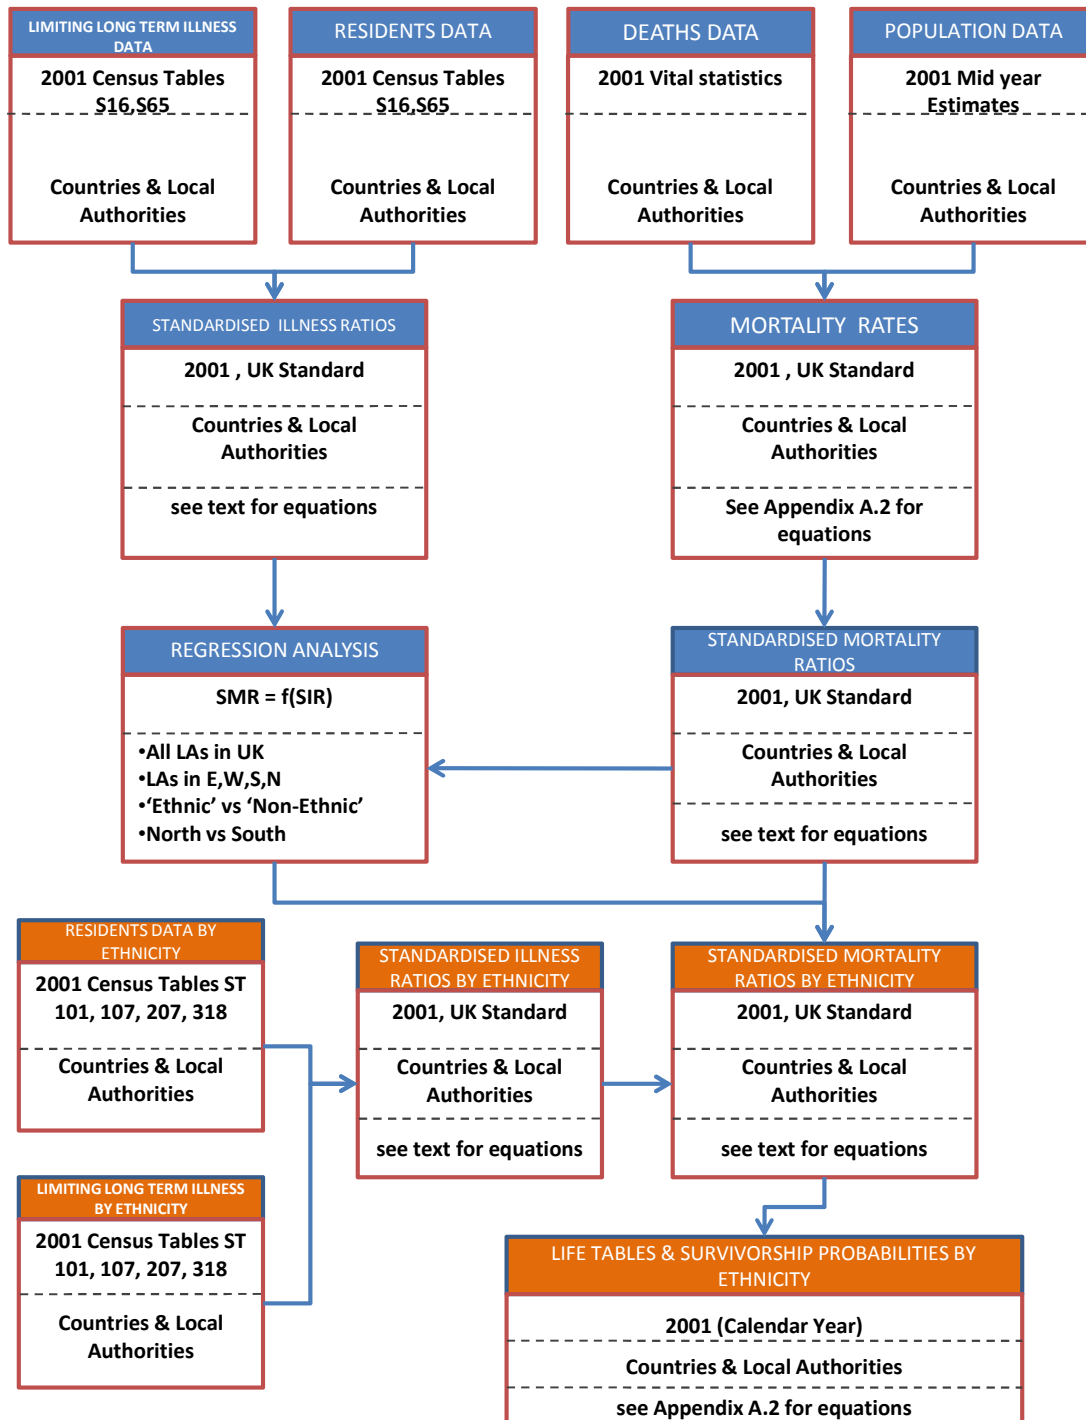 LIMITING LONG TERM ILLNESS
DATA
2001 Census Tables
S16,S65
Countries & Local
Authorities
RESIDENTS DATA
2001 Census Tables
S16,S65
Countries & Local
Authorities
DEATHS DATA
2001 Vital statistics
Countries & Local
Authorities
POPULATION DATA
2001 Mid year
Estimates
Countries & Local
Authorities
STANDARDISED ILLNESS RATIOS
2001 , UK Standard
Countries & Local
Authorities
see text for equations
MORTALITY RATES
2001 , UK Standard
Countries & Local
Authorities
See Appendix A.2 for
equations
REGRESSION ANALYSIS
SMR = f(SIR)
•All LAs in UK
•LAs in E,W,S,N
•‘Ethnic’ vs ‘Non-Ethnic’
•North vs South
STANDARDISED MORTALITY
RATIOS
2001, UK Standard
Countries & Local
Authorities
see text for equations
RESIDENTS DATA BY
ETHNICITY
2001 Census Tables ST
101, 107, 207, 318
Countries & Local
Authorities
STANDARDISED ILLNESS
RATIOS BY ETHNICITY
2001, UK Standard
Countries & Local
Authorities
see text for equations
STANDARDISED MORTALITY
RATIOS BY ETHNICITY
2001, UK Standard
Countries & Local
Authorities
see text for equations
LIMITING LONG TERM ILLNESS
BY ETHNICITY
2001 Census Tables ST
101, 107, 207, 318
Countries & Local
Authorities
LIFE TABLES & SURVIVORSHIP PROBABILITIES BY
ETHNICITY
2001 (Calendar Year)
Countries & Local Authorities
see Appendix A.2 for equations